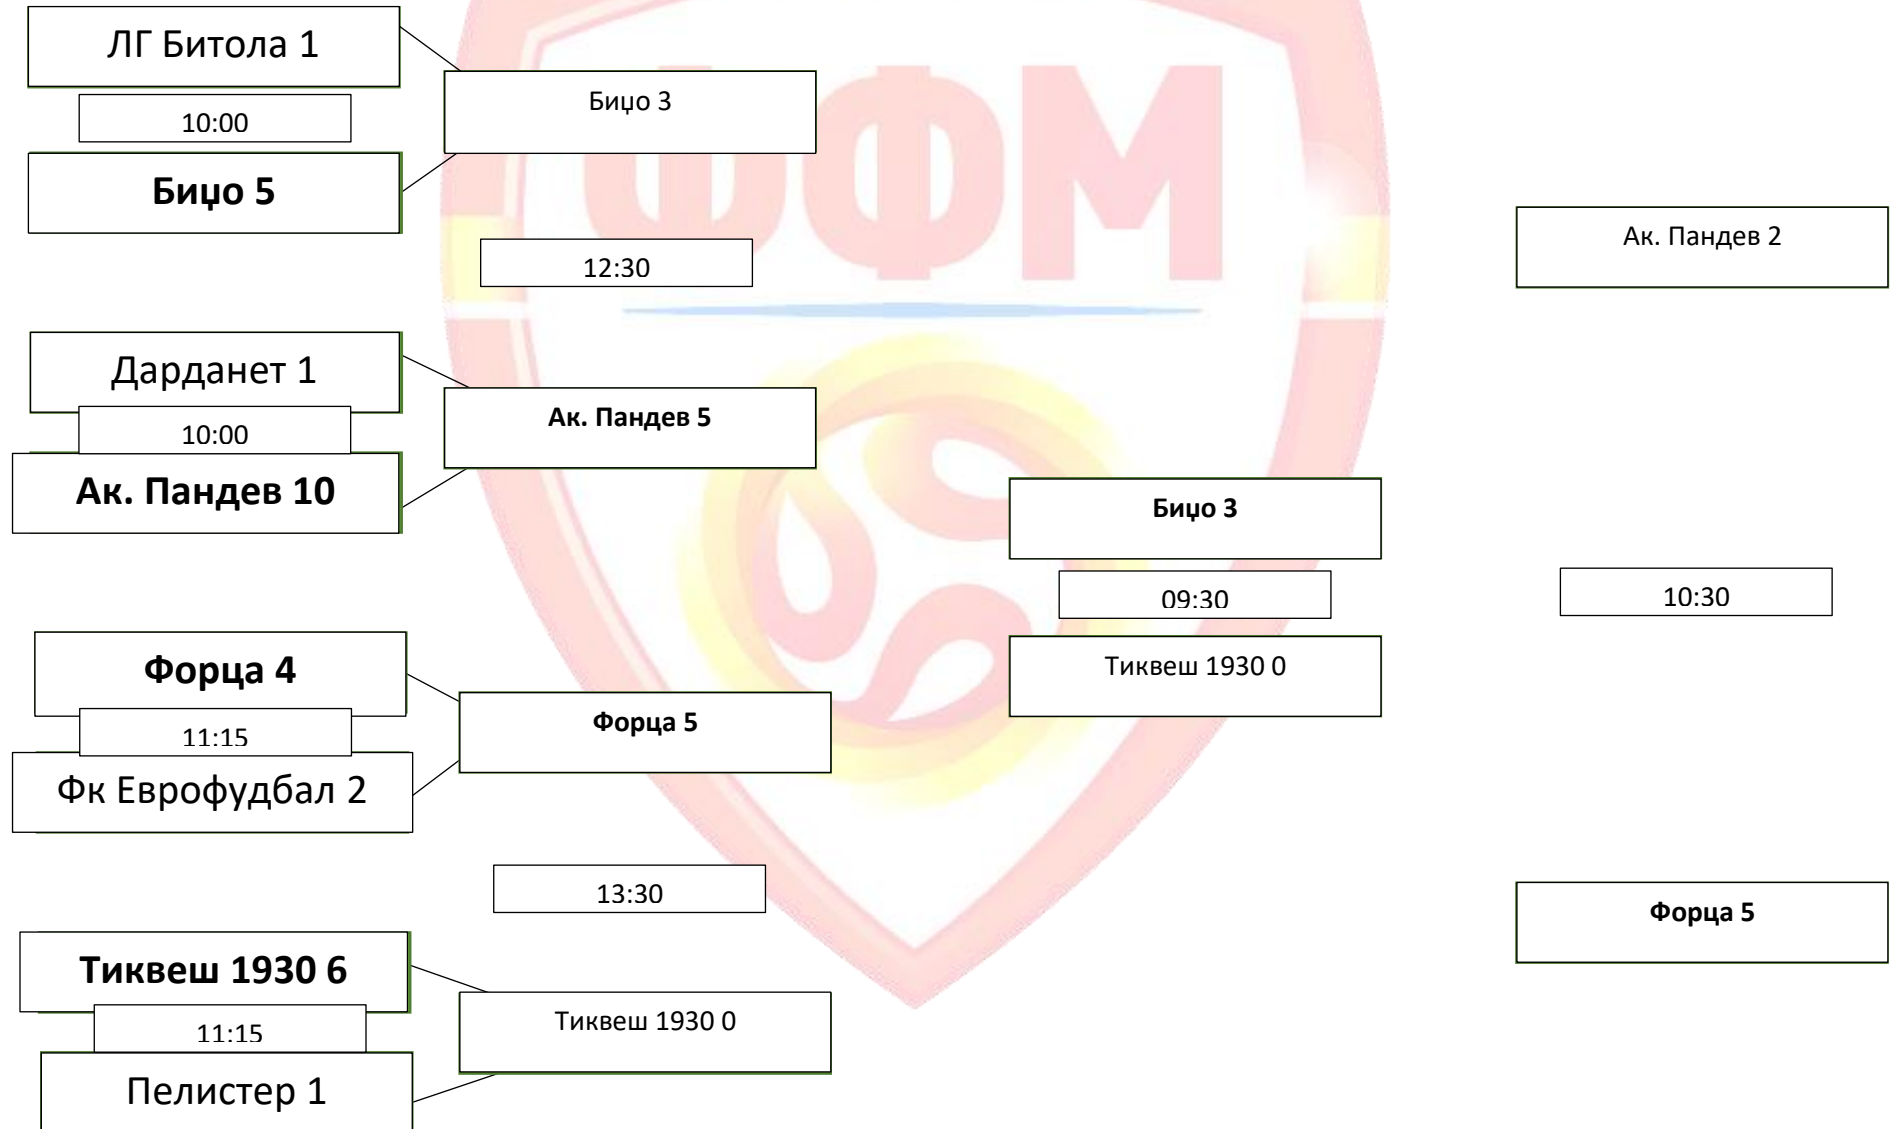 ЛГ Битола 1
10:00
Биџо 5
Дарданет 1
10:00
Ак. Пандев 10
Форца 4
11:15
Фк Еврофудбал 2
Тиквеш 1930 6
11:15
Пелистер 1
Биџо 3
12:30
Ак. Пандев 5
Форца 5
13:30
Тиквеш 1930 0
ФФМ
Биџо 3
09:30
Тиквеш 1930 0
Ак. Пандев 2
10:30
Форца 5